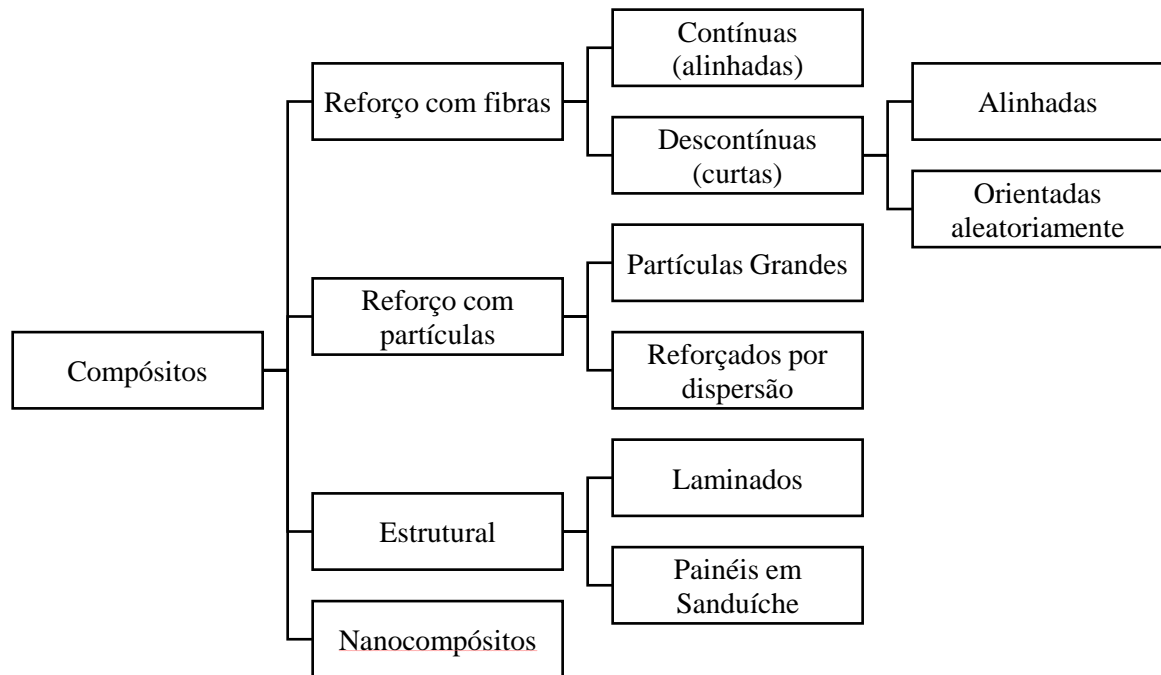 Compósitos
Reforço com fibras
Contínuas
(alinhadas)
Descontínuas
(curtas)
Alinhadas
Orientadas
aleatoriamente
Reforço com
partículas
Partículas Grandes
Reforçados por
dispersão
Estrutural
Laminados
Painéis em
Sanduíche
Nanocompósitos